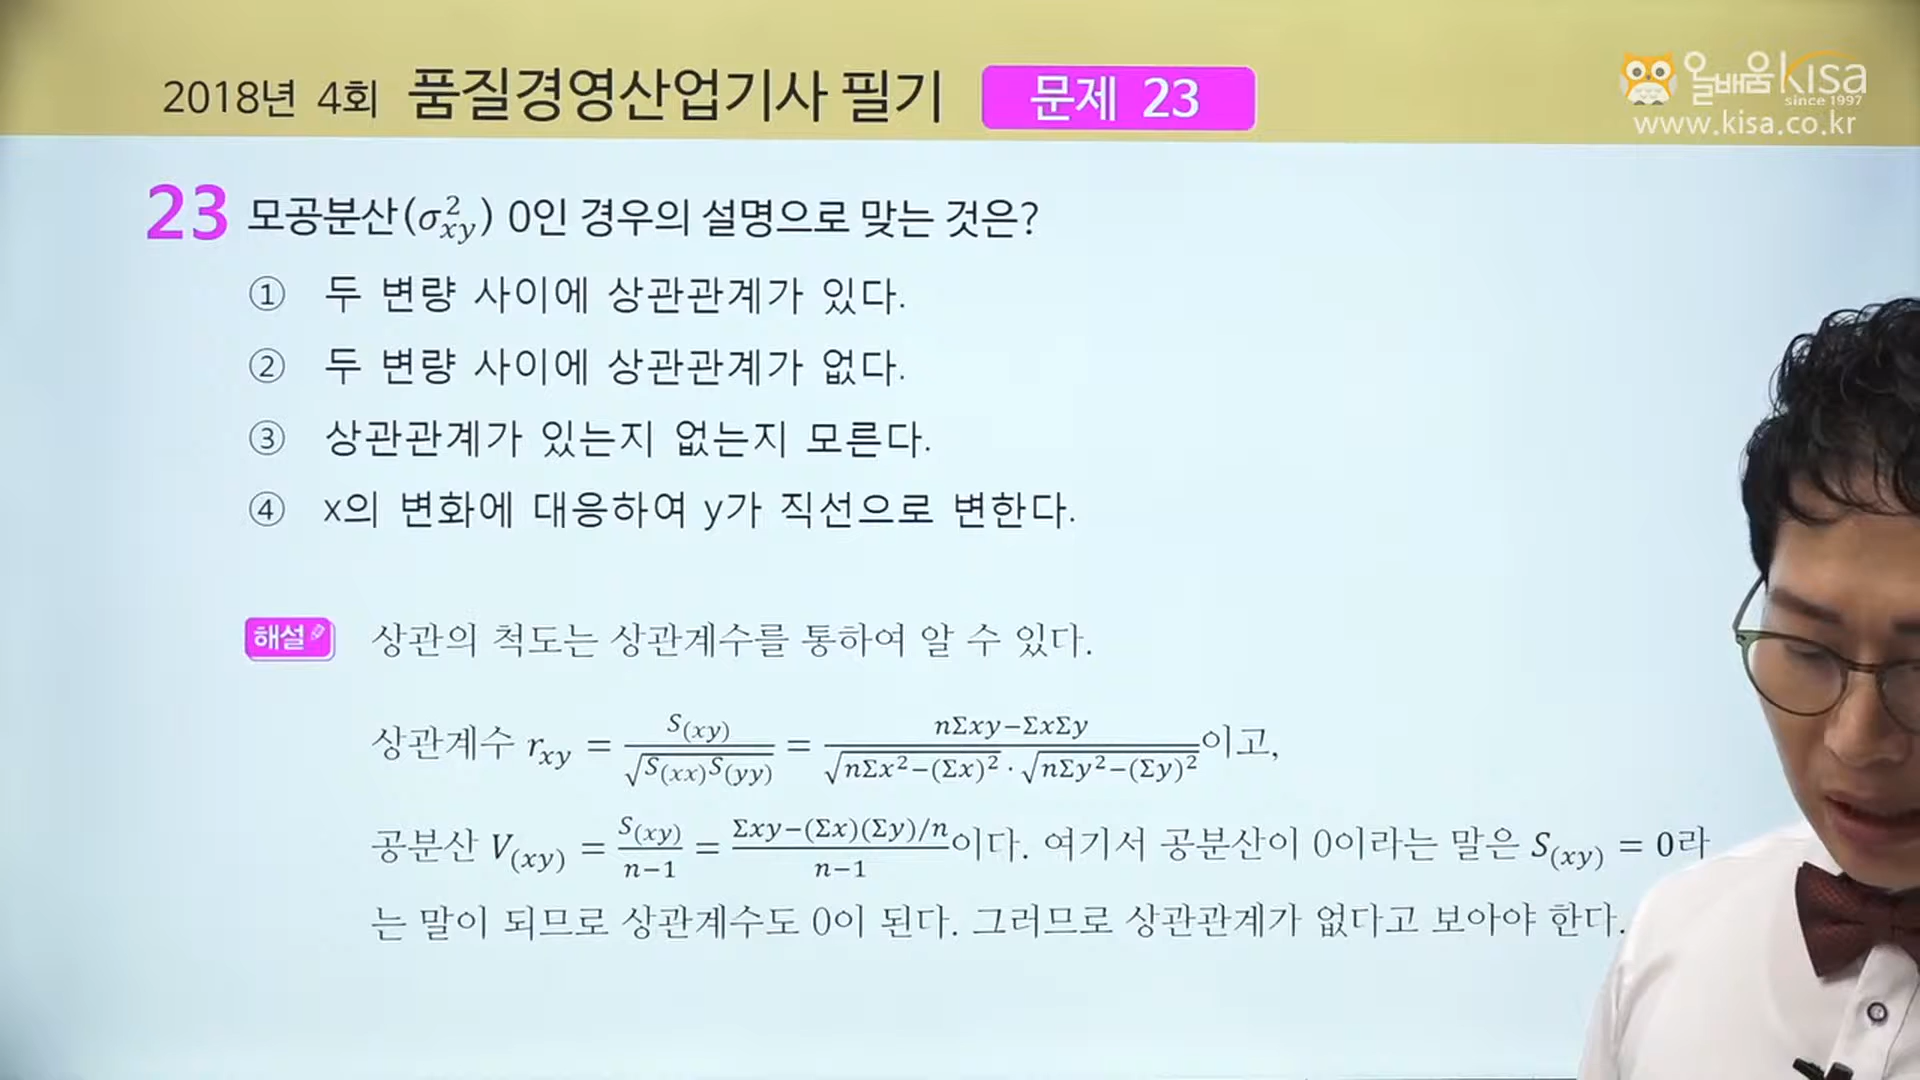 2018년 4회 품질경영산업기사 필기 문제 23
올배움 kisa
since 1997
www.kisa.co.kr
23 모공분산(σ²xy) 0인 경우의 설명으로 맞는 것은?
① 두 변량 사이에 상관관계가 있다.
② 두 변량 사이에 상관관계가 없다.
③ 상관관계가 있는지 없는지 모른다.
④ x의 변화에 대응하여 y가 직선으로 변한다.
해설 상관의 척도는 상관계수를 통하여 알 수 있다.
상관계수 r_xy = S(xy)/√(S(xx)S(yy)) = (nΣxy−ΣxΣy)/(√(nΣx²−(Σx)²)·√(nΣy²−(Σy)²))이고,
공분산 V(xy) = S(xy)/(n−1) = (Σxy−(Σx)(Σy)/n)/(n−1)이다. 여기서 공분산이 0이라는 말은 S(xy) = 0라
는 말이 되므로 상관계수도 0이 된다. 그러므로 상관관계가 없다고 보아야 한다.